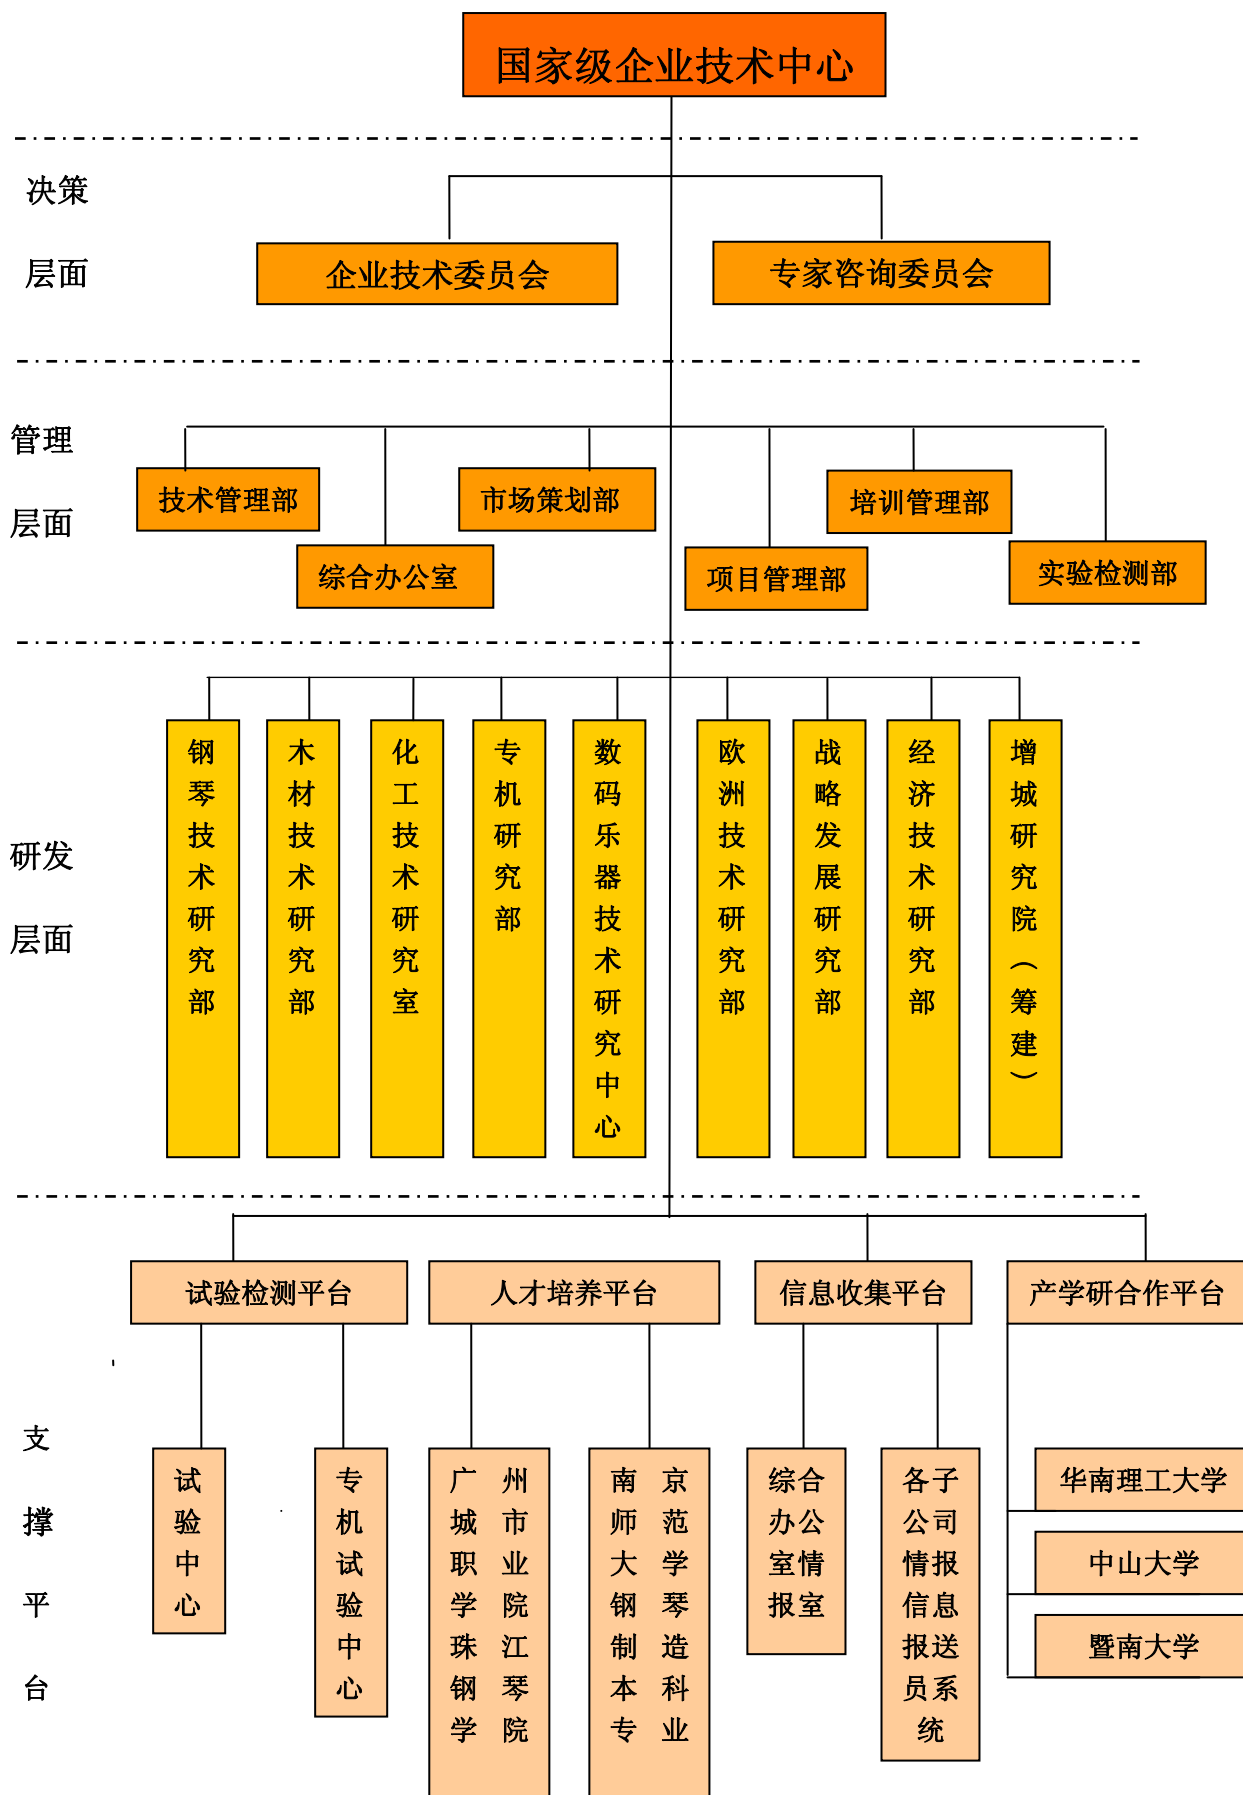 国家级企业技术中心
决策
层面
企业技术委员会
专家咨询委员会
管理
层面
技术管理部
市场策划部
培训管理部
综合办公室
项目管理部
实验检测部
研发
层面
钢琴技术研究部
木材技术研究部
化工技术研究室
专机研究部
数码乐器技术研究中心
欧洲技术研究部
战略发展研究部
经济技术研究部
增城研究院（筹建）
支
撑
平
台
试验检测平台
人才培养平台
信息收集平台
产学研合作平台
试验中心
专机试验中心
广州
城市
职业
学院
珠江
钢琴
学院
南京
师范
大学
钢琴
制造
本科
专业
综合
办公
室情
报室
各子
公司
情报
信息
报送
员系
统
华南理工大学
中山大学
暨南大学